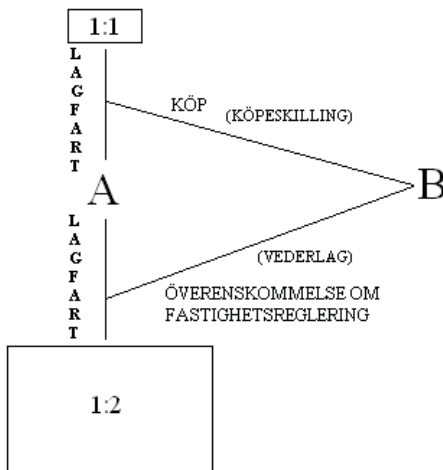 1:1
LAGFART
KÖP
(KÖPESKILLING)
A
B
LAGFART
(VEDERLAG)
ÖVERENSKOMMELSE OM
FASTIGHETSREGLERING
1:2